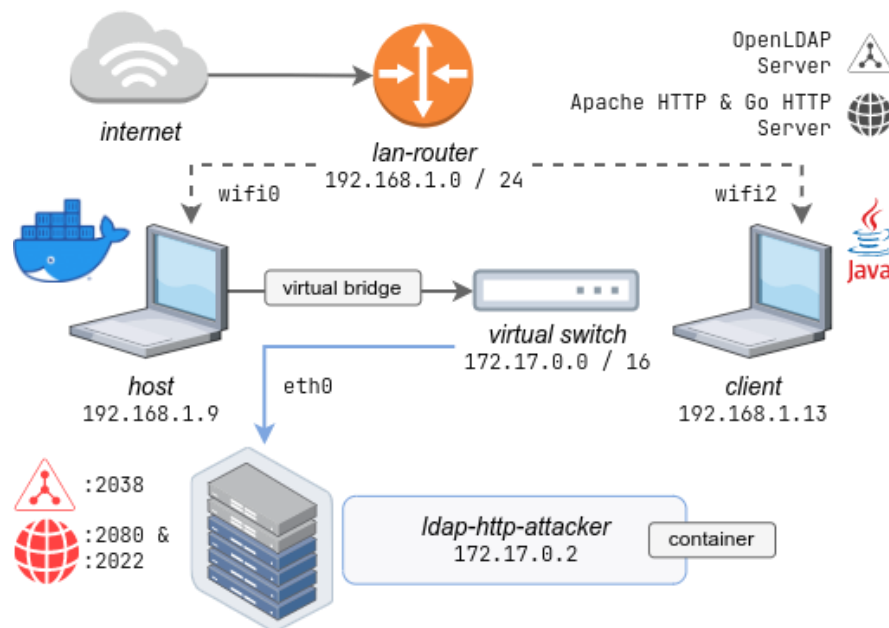 OpenLDAP
Server
Apache HTTP & Go HTTP
Server
internet
lan-router
192.168.1.0 / 24
wifi0
wifi2
Java
virtual bridge
virtual switch
172.17.0.0 / 16
host
192.168.1.9
eth0
client
192.168.1.13
:2038
:2080 &
:2022
ldap-http-attacker
172.17.0.2
container